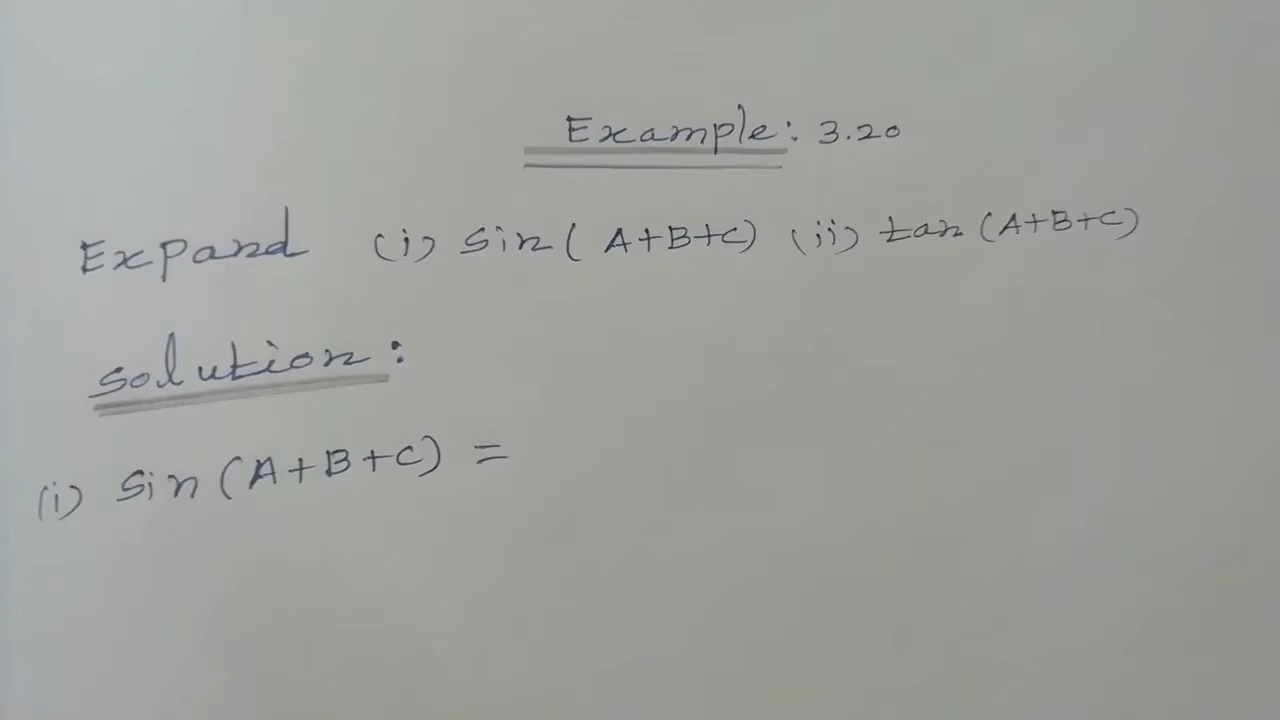 Example: 3.20
Expand (i) sin(A+B+C) (ii) tan(A+B+C)
solution:
(i) sin(A+B+C) =